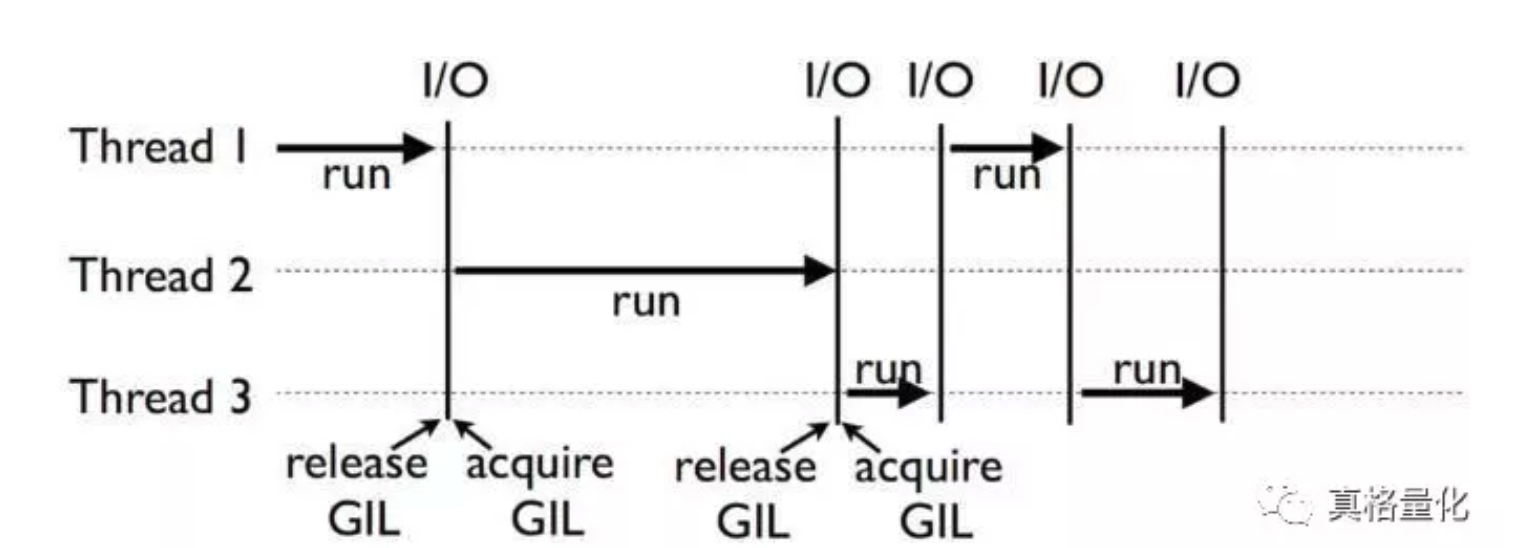 I/O I/O I/O I/O I/O
Thread 1
run run
Thread 2
run
Thread 3
run run
release acquire release acquire
GIL GIL GIL GIL
真格量化